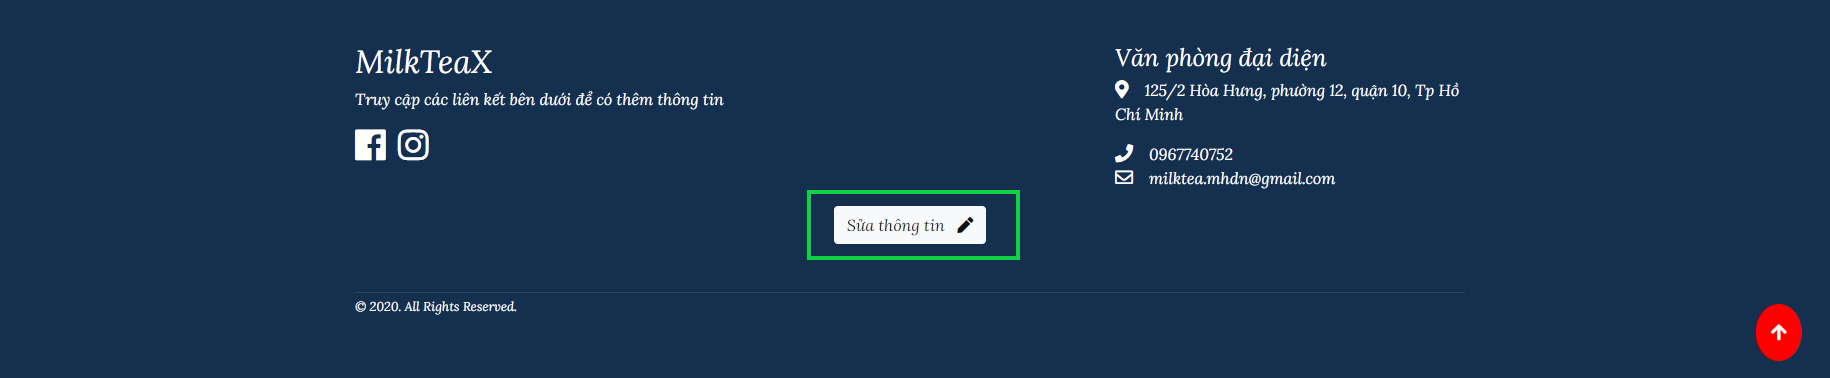 MilkTeaX
Truy cập các liên kết bên dưới để có thêm thông tin
Văn phòng đại diện
125/2 Hòa Hưng, phường 12, quận 10, Tp Hồ
Chí Minh
0967740752
milktea.mhdn@gmail.com
Sửa thông tin
© 2020. All Rights Reserved.